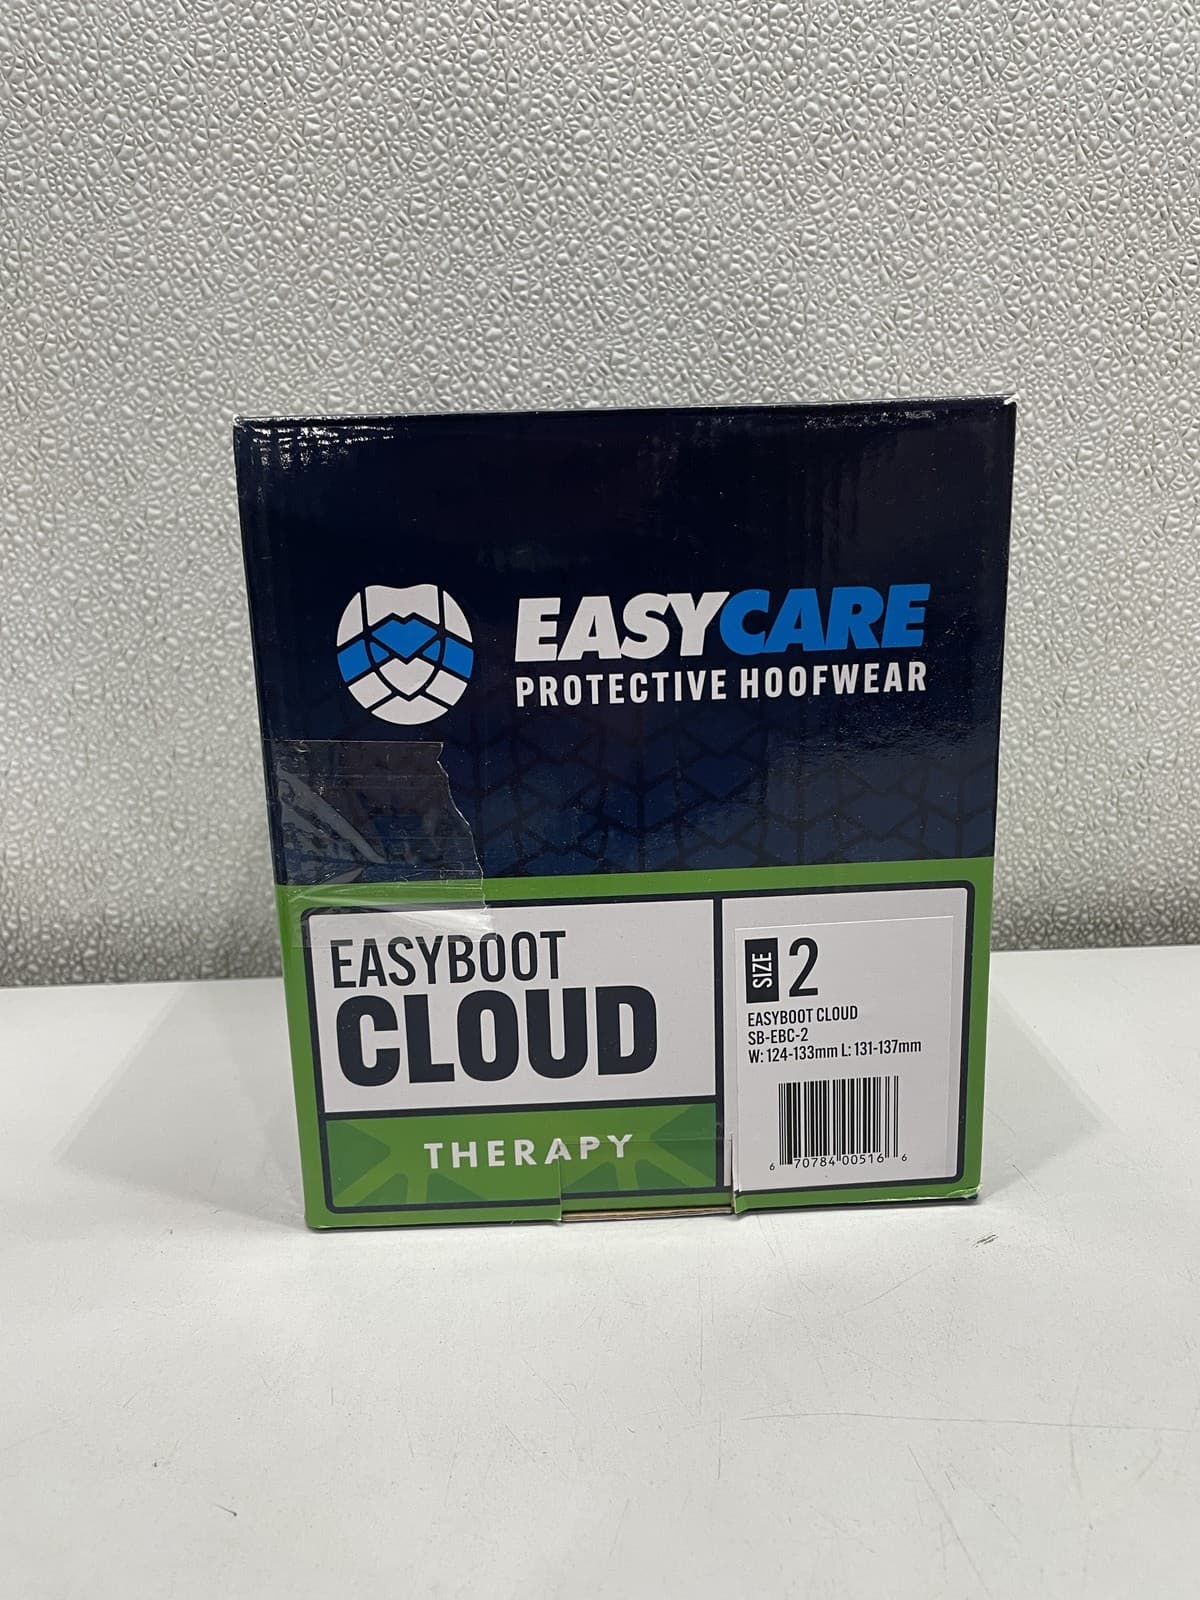 EASYCARE
PROTECTIVE HOOFWEAR
EASYBOOT
CLOUD
THERAPY
SIZE 2
EASYBOOT CLOUD
SB-EBC-2
W: 124-133mm L: 131-137mm
6 70784 00516 6